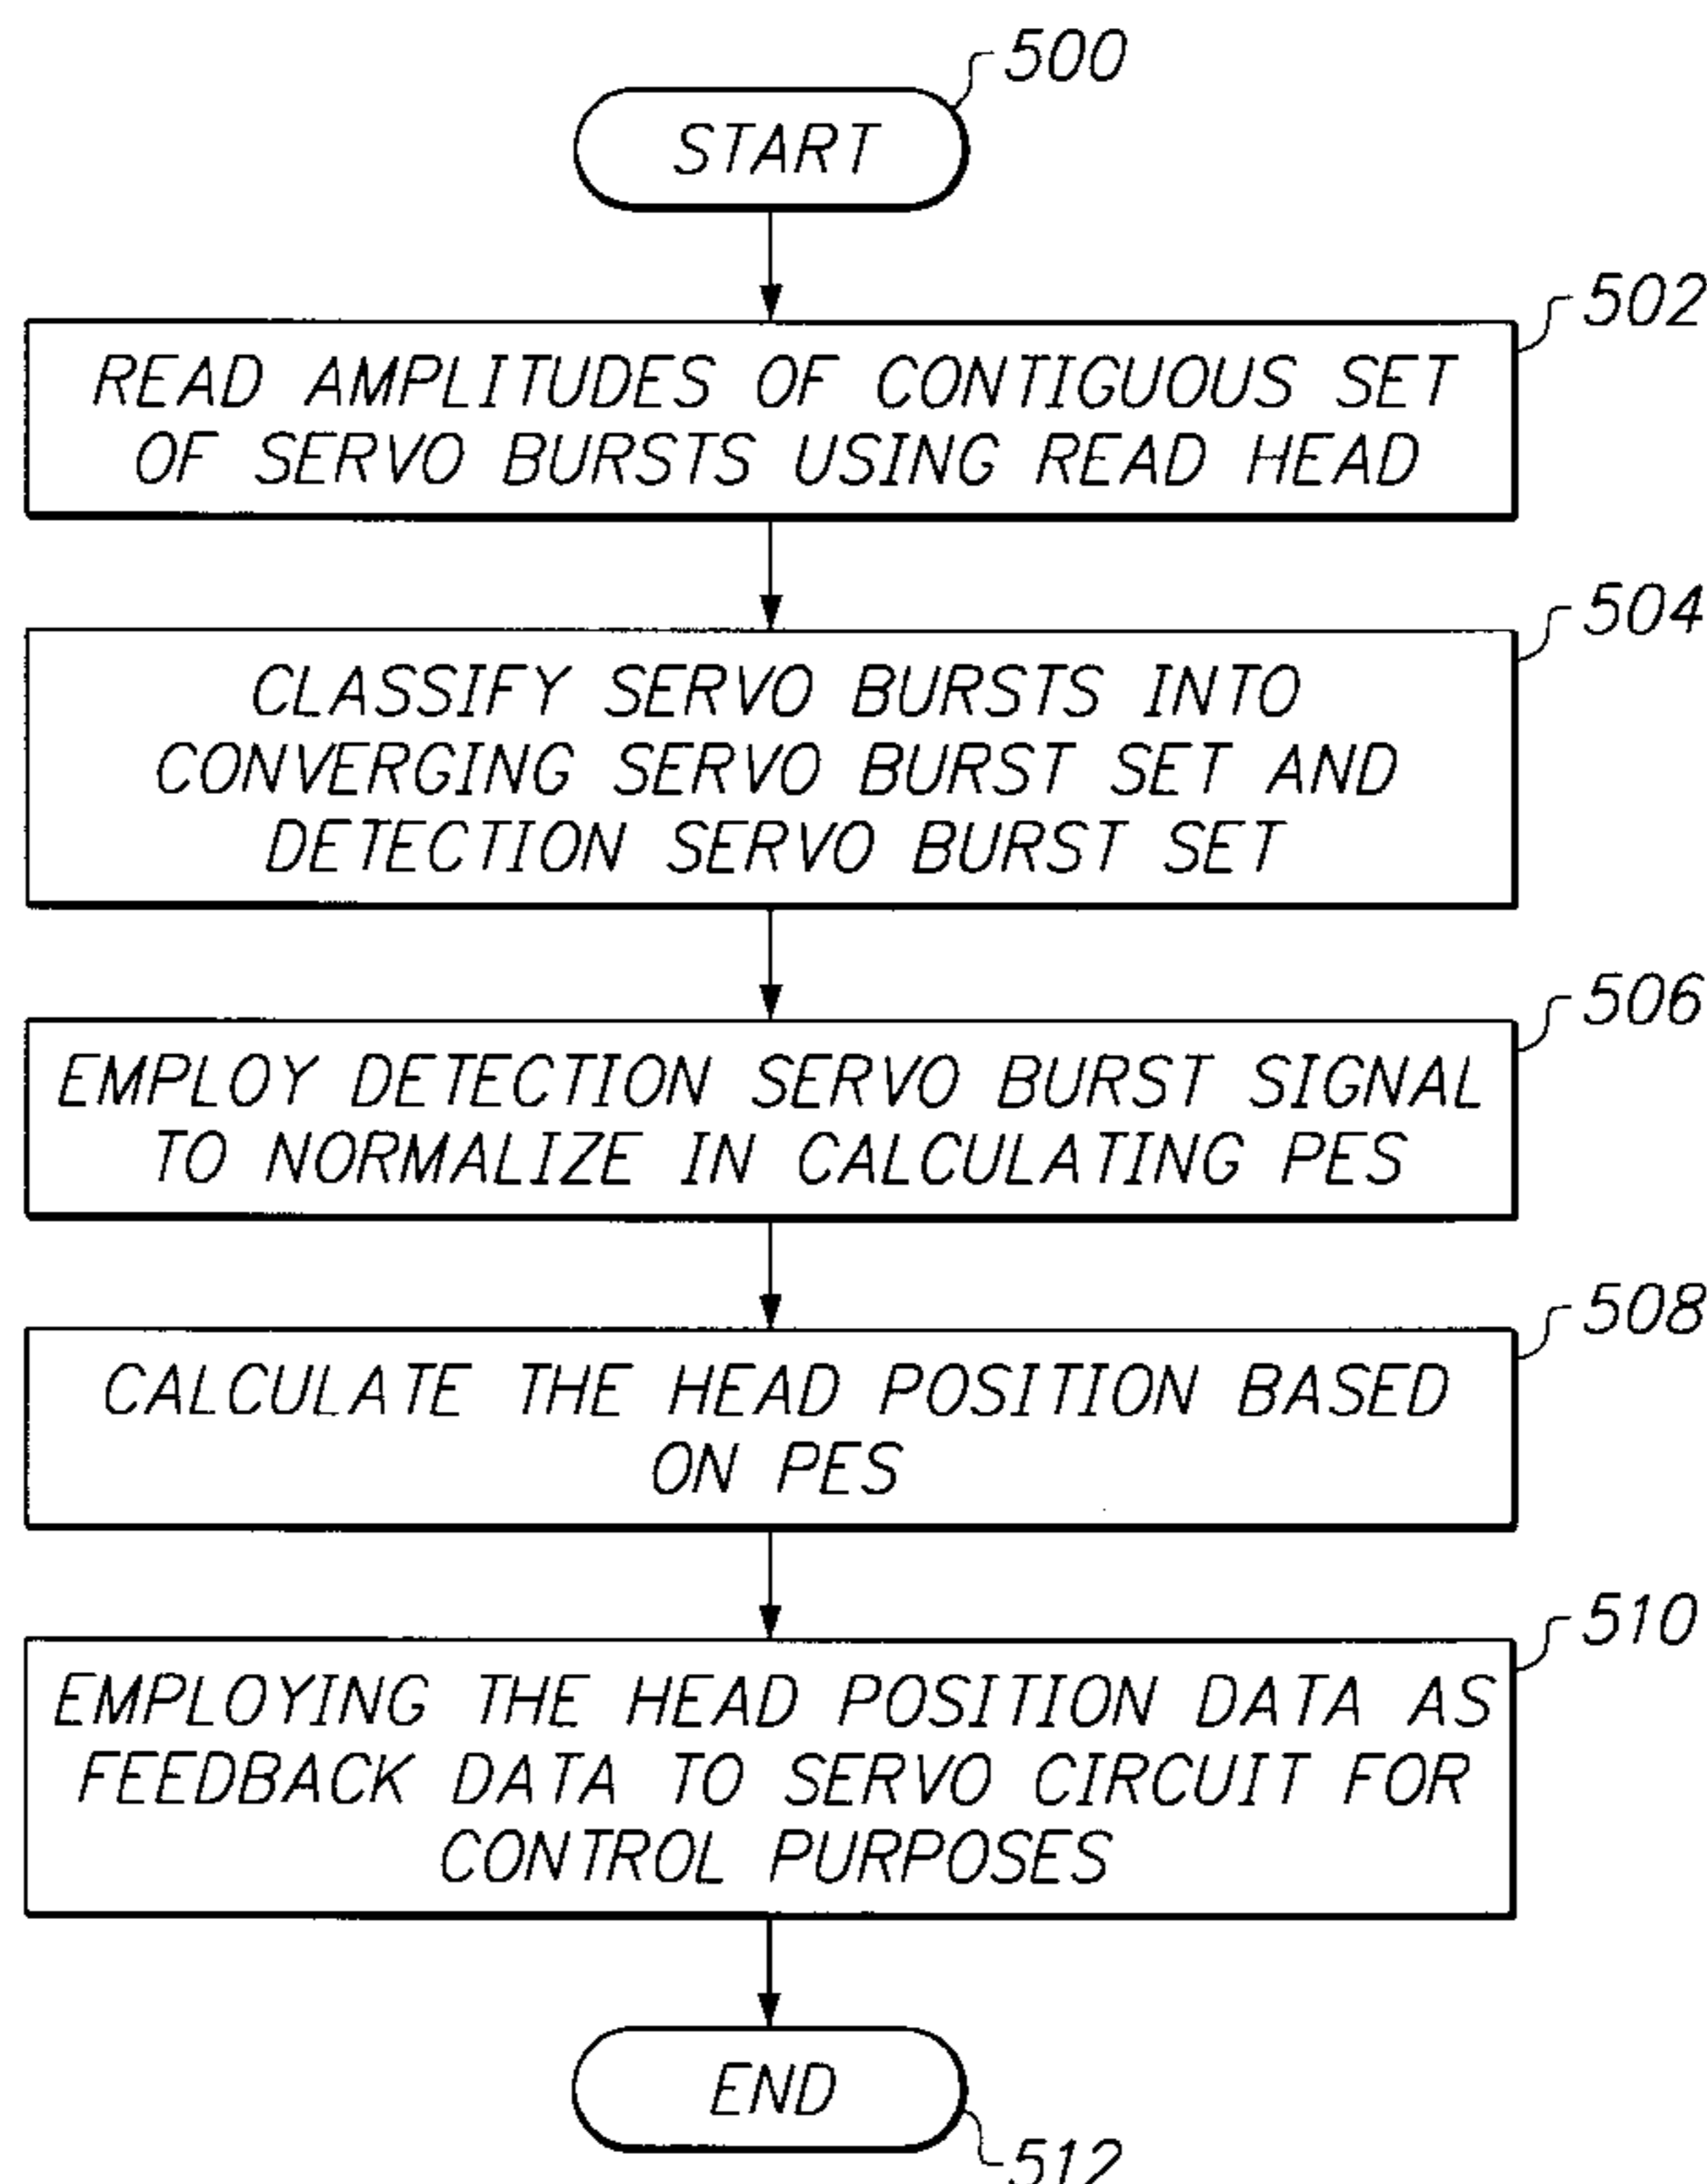 500
START
502
READ AMPLITUDES OF CONTIGUOUS SET
OF SERVO BURSTS USING READ HEAD
504
CLASSIFY SERVO BURSTS INTO
CONVERGING SERVO BURST SET AND
DETECTION SERVO BURST SET
506
EMPLOY DETECTION SERVO BURST SIGNAL
TO NORMALIZE IN CALCULATING PES
508
CALCULATE THE HEAD POSITION BASED
ON PES
510
EMPLOYING THE HEAD POSITION DATA AS
FEEDBACK DATA TO SERVO CIRCUIT FOR
CONTROL PURPOSES
END
512